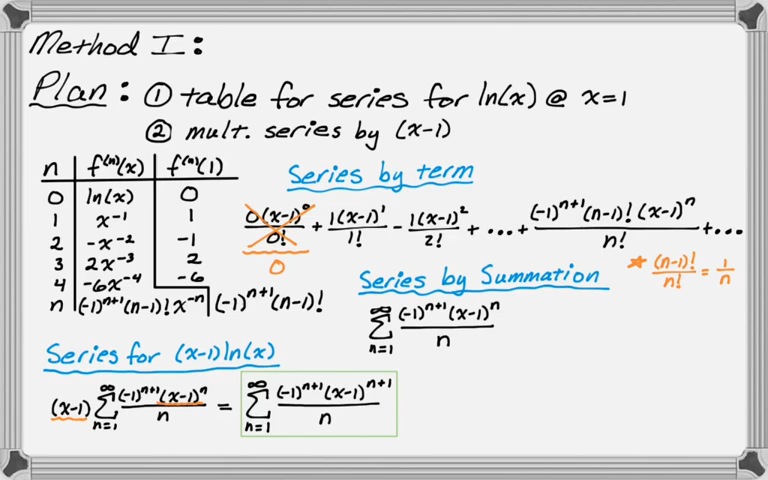 Method I:
Plan: ① table for series for ln(x) @ x=1
② mult. series by (x-1)
n | f⁽ⁿ⁾(x) | f⁽ⁿ⁾(1)
0 | ln(x) | 0
1 | x⁻¹ | 1
2 | -x⁻² | -1
3 | 2x⁻³ | 2
4 | -6x⁻⁴ | -6
n | (-1)ⁿ⁺¹(n-1)! x⁻ⁿ | (-1)ⁿ⁺¹(n-1)!
Series by term
0(x-1)⁰/0! + 1(x-1)¹/1! - 1(x-1)²/2! + ... + (-1)ⁿ⁺¹(n-1)!(x-1)ⁿ/n! + ...
0
* (n-1)!/n! = 1/n
Series by Summation
∞ Σ n=1 (-1)ⁿ⁺¹(x-1)ⁿ/n
Series for (x-1)ln(x)
(x-1) ∞ Σ n=1 (-1)ⁿ⁺¹(x-1)ⁿ/n = ∞ Σ n=1 (-1)ⁿ⁺¹(x-1)ⁿ⁺¹/n